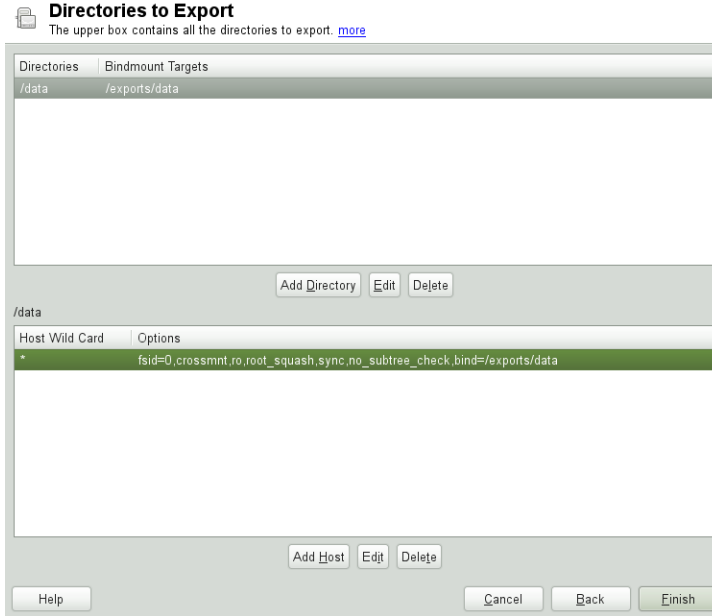 Directories to Export
The upper box contains all the directories to export. more
Directories Bindmount Targets
/data /exports/data
Add Directory Edit Delete
/data
Host Wild Card Options
* fsid=0,crossmnt,ro,root_squash,sync,no_subtree_check,bind=/exports/data
Add Host Edit Delete
Help Cancel Back Finish